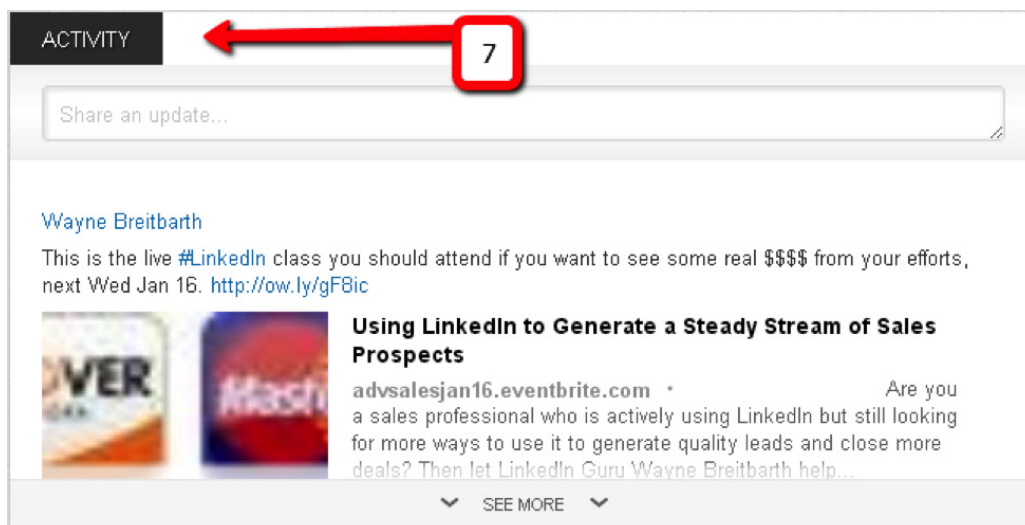 ACTIVITY
7
Share an update...
Wayne Breitbarth
This is the live #LinkedIn class you should attend if you want to see some real $$$$ from your efforts,
next Wed Jan 16. http://ow.ly/gF8ic
Using LinkedIn to Generate a Steady Stream of Sales
Prospects
VER
Mash
advsalesjan16.eventbrite.com · Are you
a sales professional who is actively using LinkedIn but still looking
for more ways to use it to generate quality leads and close more
deals? Then let LinkedIn Guru Wayne Breitbarth help...
SEE MORE